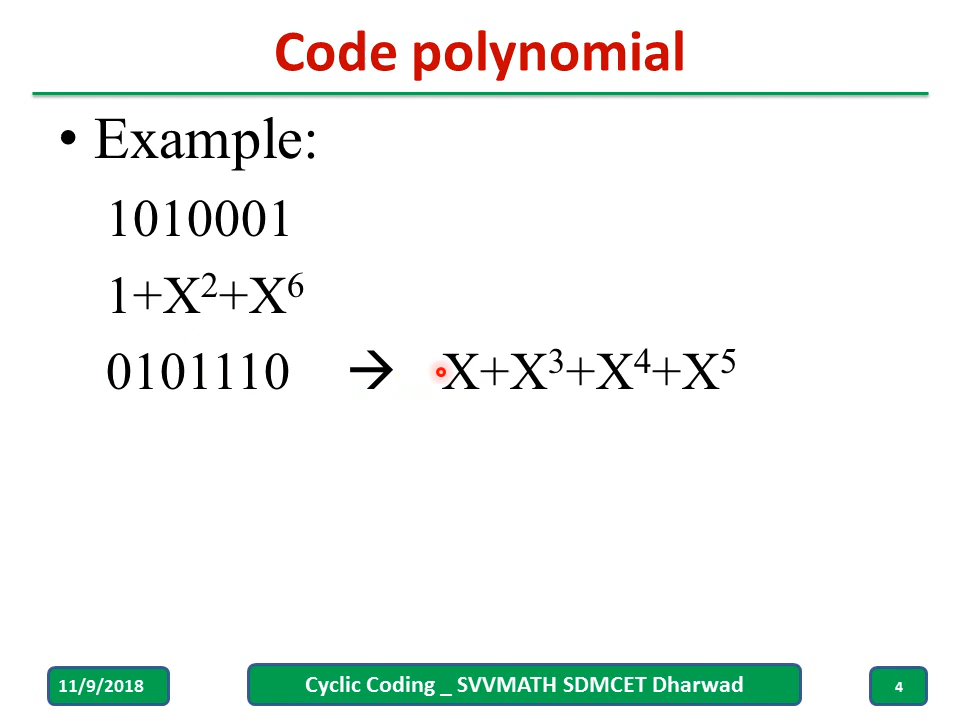 Code polynomial
• Example:
1010001
1+X²+X⁶
0101110 → X+X³+X⁴+X⁵
11/9/2018
Cyclic Coding _ SVVMATH SDMCET Dharwad
4